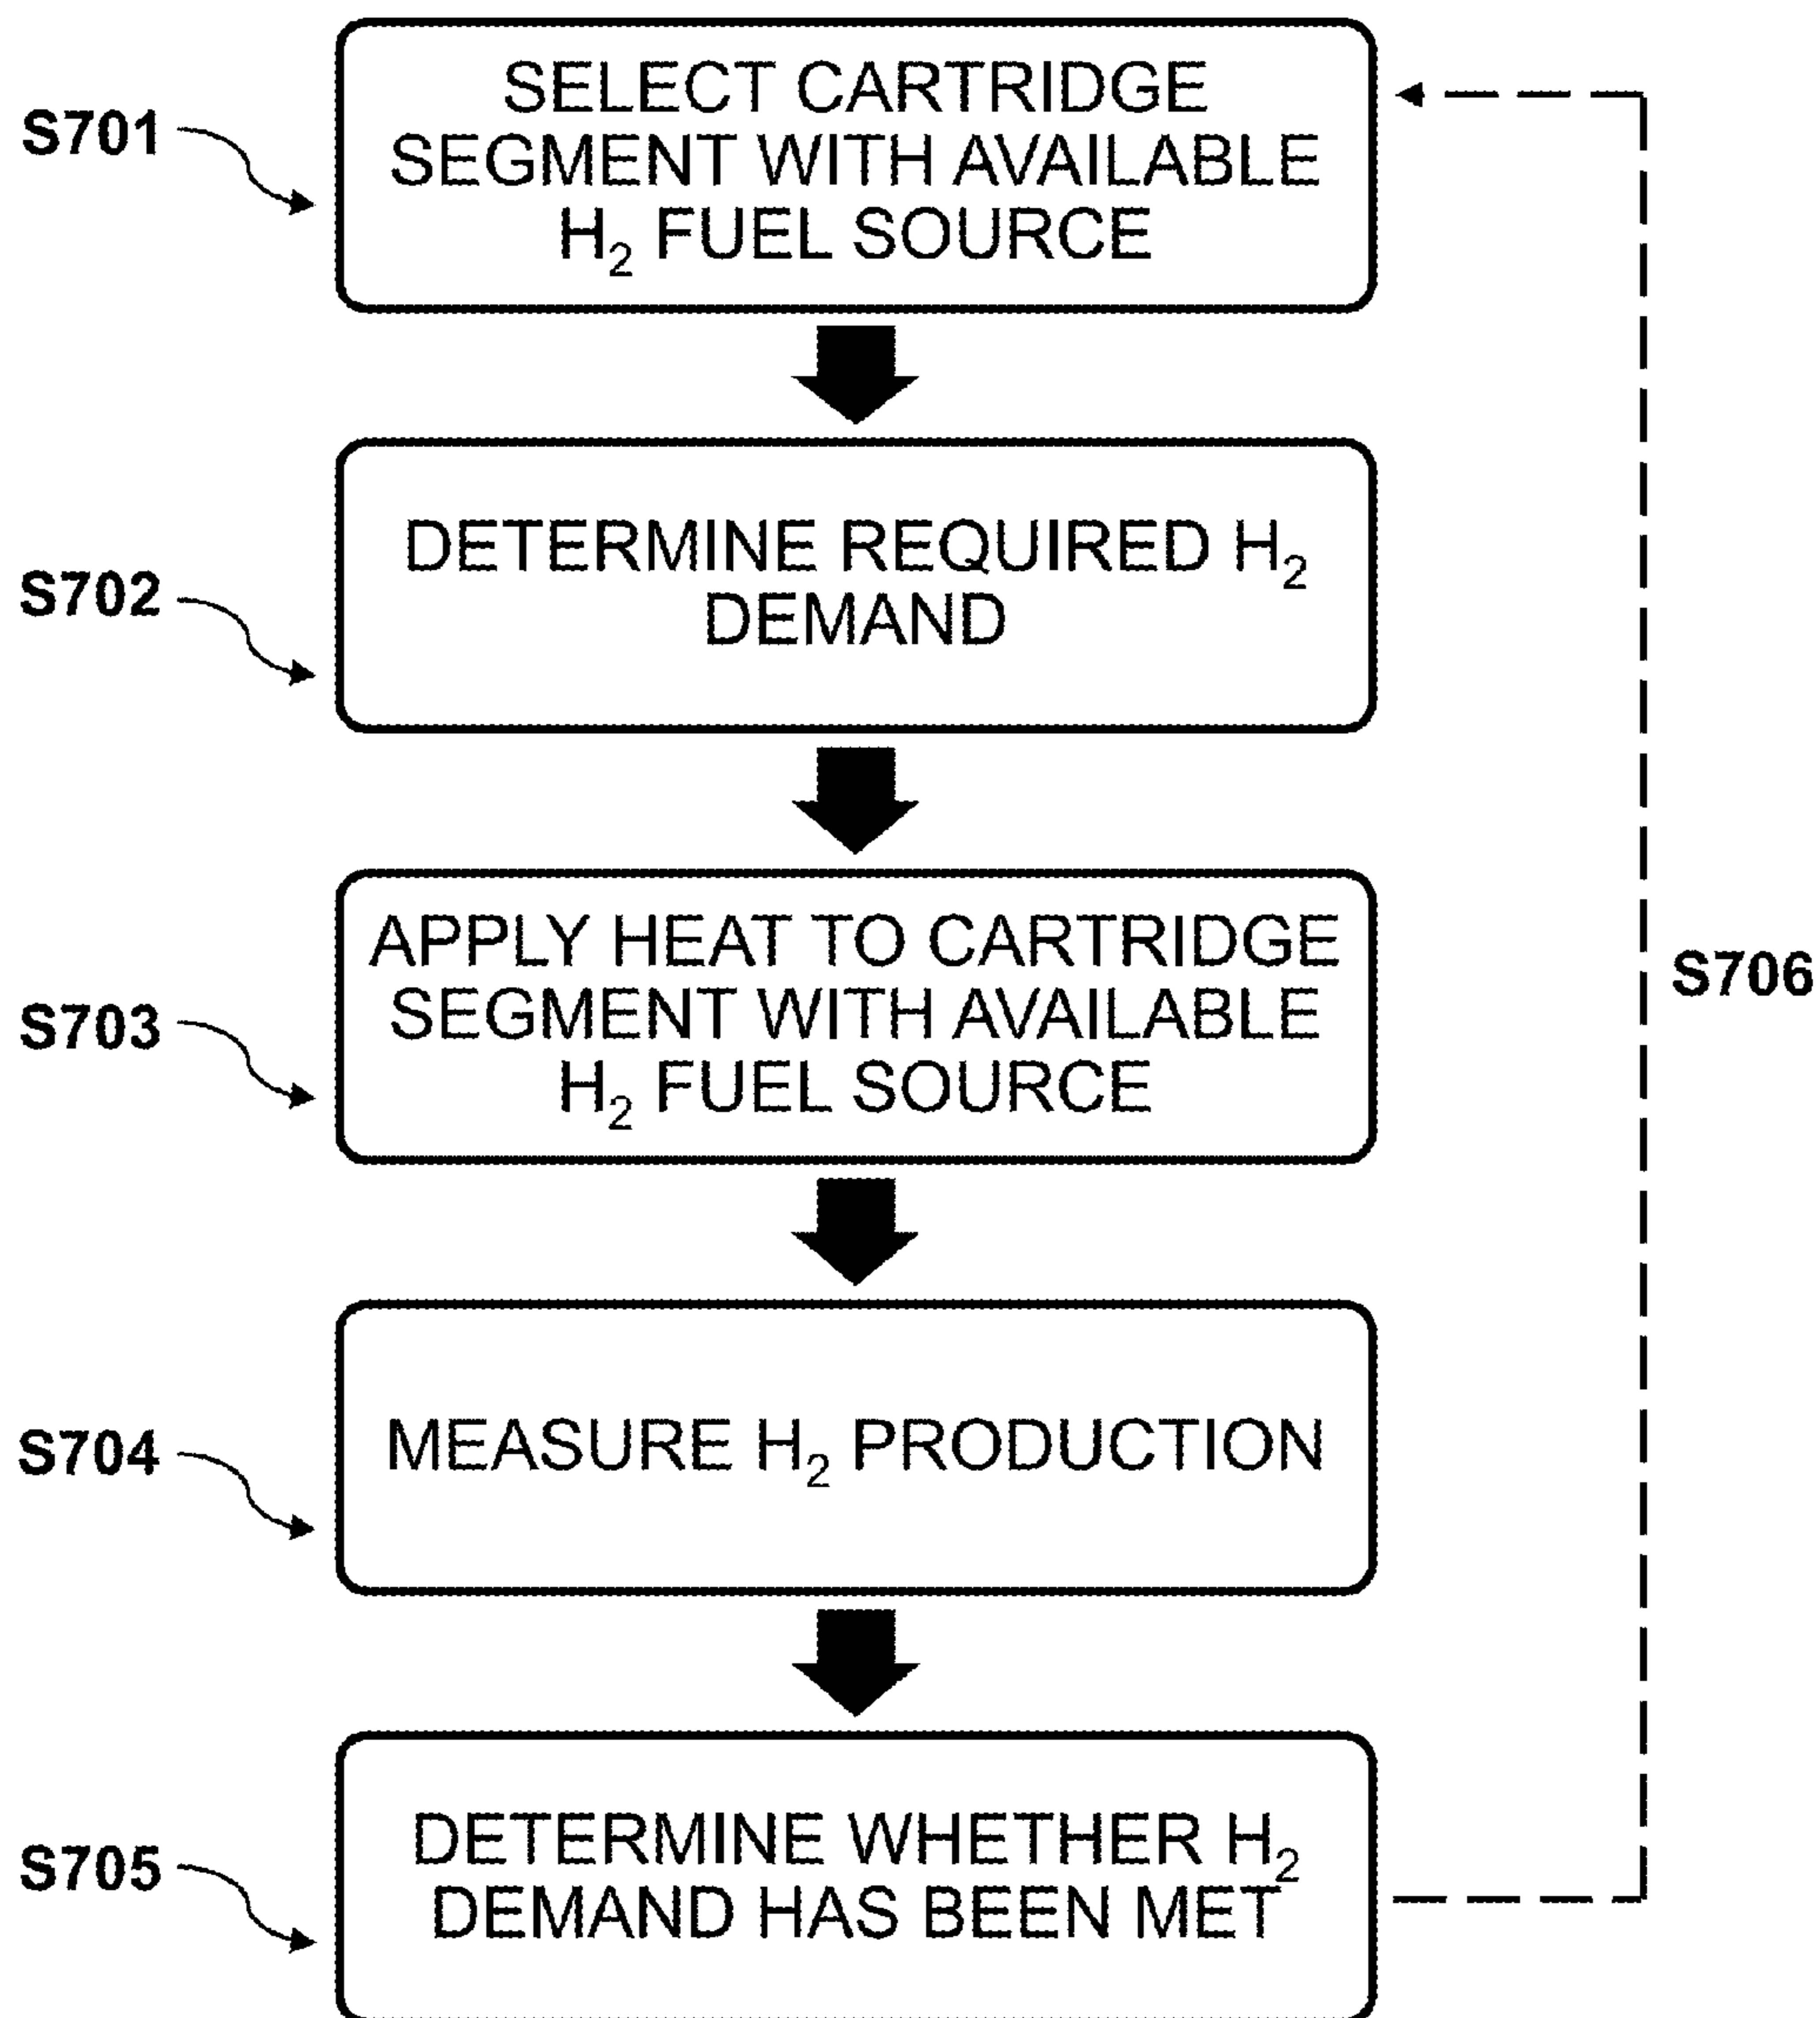 S701
SELECT CARTRIDGE
SEGMENT WITH AVAILABLE
H₂ FUEL SOURCE
S702
DETERMINE REQUIRED H₂
DEMAND
S703
APPLY HEAT TO CARTRIDGE
SEGMENT WITH AVAILABLE
H₂ FUEL SOURCE
S706
S704
MEASURE H₂ PRODUCTION
S705
DETERMINE WHETHER H₂
DEMAND HAS BEEN MET